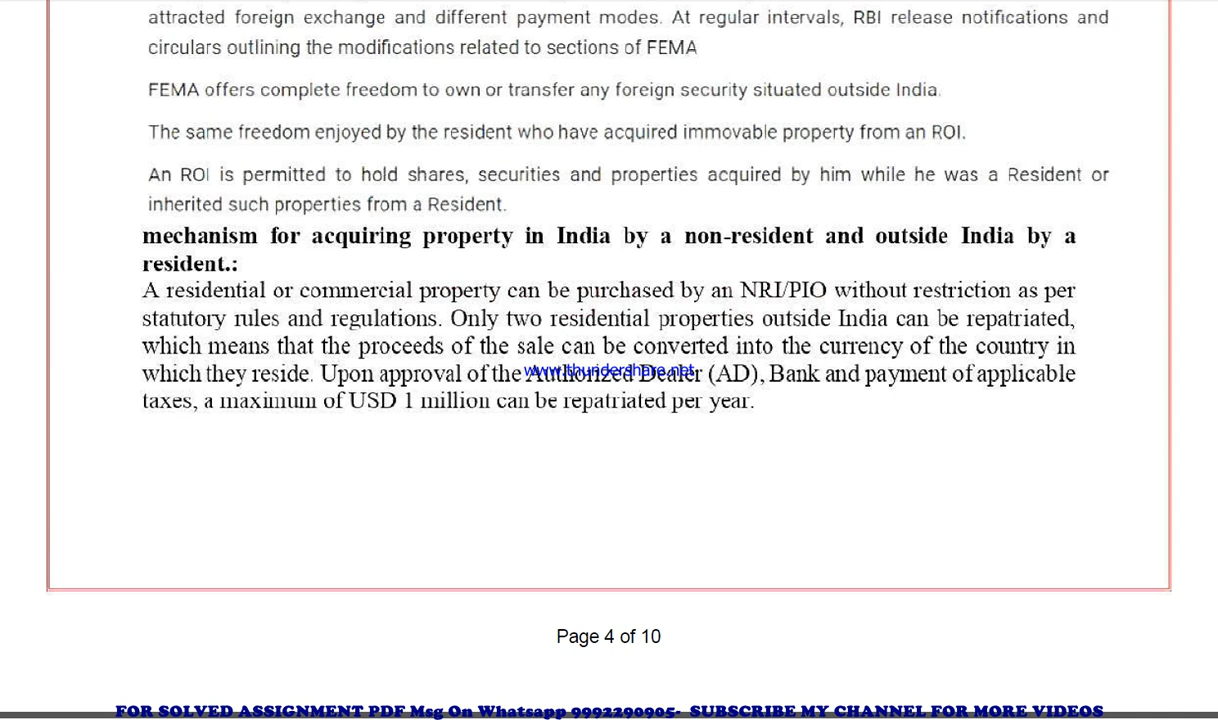 attracted foreign exchange and different payment modes. At regular intervals, RBI release notifications and
circulars outlining the modifications related to sections of FEMA
FEMA offers complete freedom to own or transfer any foreign security situated outside India.
The same freedom enjoyed by the resident who have acquired immovable property from an ROI.
An ROI is permitted to hold shares, securities and properties acquired by him while he was a Resident or
inherited such properties from a Resident.
mechanism for acquiring property in India by a non-resident and outside India by a
resident.:
A residential or commercial property can be purchased by an NRI/PIO without restriction as per
statutory rules and regulations. Only two residential properties outside India can be repatriated,
which means that the proceeds of the sale can be converted into the currency of the country in
which they reside. Upon approval of the Authorized Dealer (AD), Bank and payment of applicable
www.thundershare.net
taxes, a maximum of USD 1 million can be repatriated per year.
Page 4 of 10
FOR SOLVED ASSIGNMENT PDF Msg On Whatsapp 9992290905- SUBSCRIBE MY CHANNEL FOR MORE VIDEOS